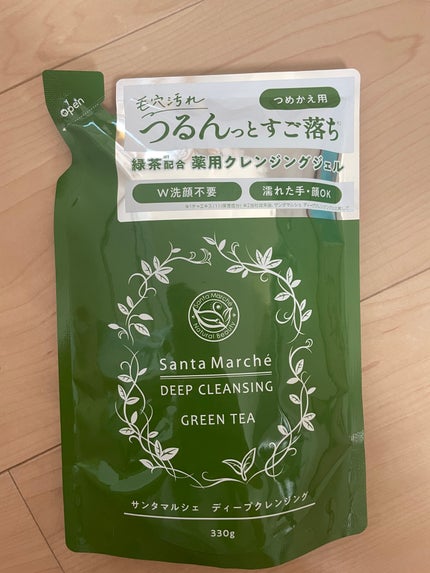 open
毛穴汚れ
つめかえ用
つるんっとすご落ち
緑茶配合 薬用クレンジングジェル
W洗顔不要
濡れた手・顔OK
Santa Marché
Natural Beauty
Santa Marché
DEEP CLEANSING
GREEN TEA
サンタマルシェ ディープクレンジング
330g